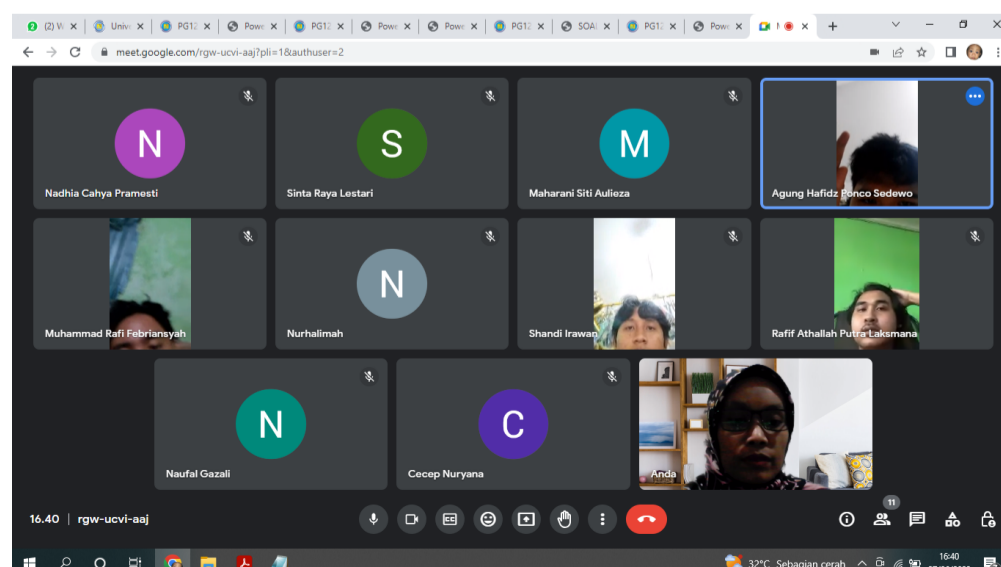 (2) W
Unive
PG12
Powe
PG12
Powe
Powe
PG12
SOAL
PG12
Powe
meet.google.com/rgw-ucvi-aaj?pli=1&authuser=2
N
Nadhia Cahya Pramesti
S
Sinta Raya Lestari
M
Maharani Siti Aulieza
Agung Hafidz Ponco Sedewo
Muhammad Rafi Febriansyah
N
Nurhalimah
Shandi Irawan
Rafif Athallah Putra Laksmana
N
Naufal Gazali
C
Cecep Nuryana
Anda
16.40 | rgw-ucvi-aaj
CC
11
32°C Sebagian cerah
16:40